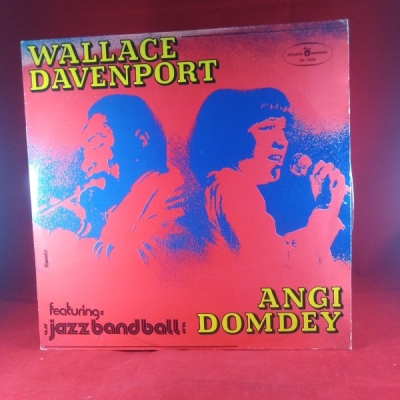 WALLACE
DAVENPORT
ANGI
DOMDEY
featuring:
jazz band ball